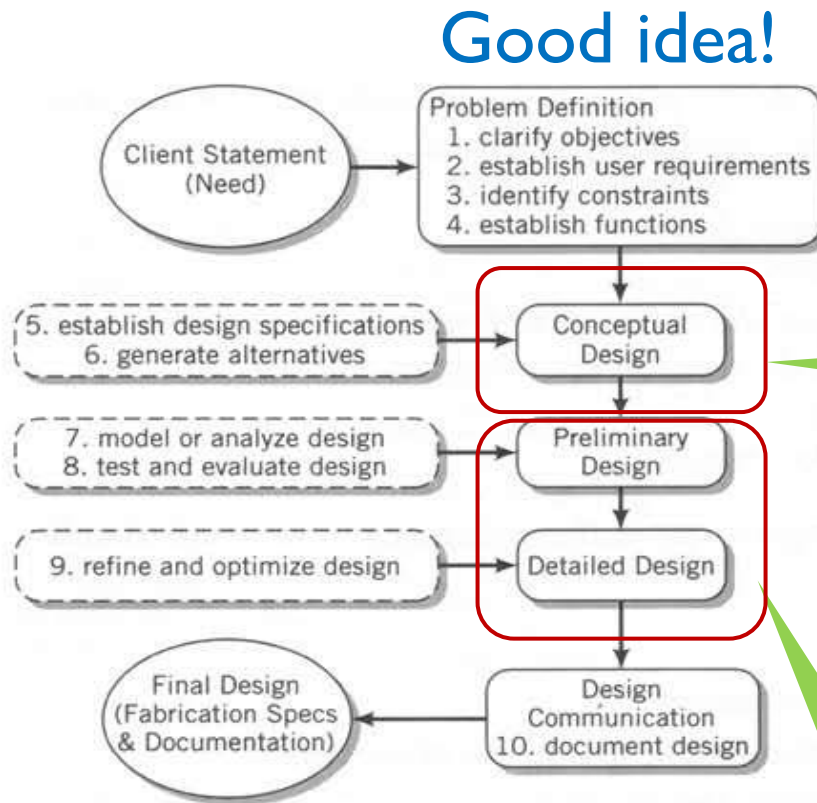 Good idea!
Client Statement
(Need)
Problem Definition
1. clarify objectives
2. establish user requirements
3. identify constraints
4. establish functions
5. establish design specifications
6. generate alternatives
Conceptual
Design
7. model or analyze design
8. test and evaluate design
Preliminary
Design
9. refine and optimize design
Detailed Design
Final Design
(Fabrication Specs
& Documentation)
Design
Communication
10. document design